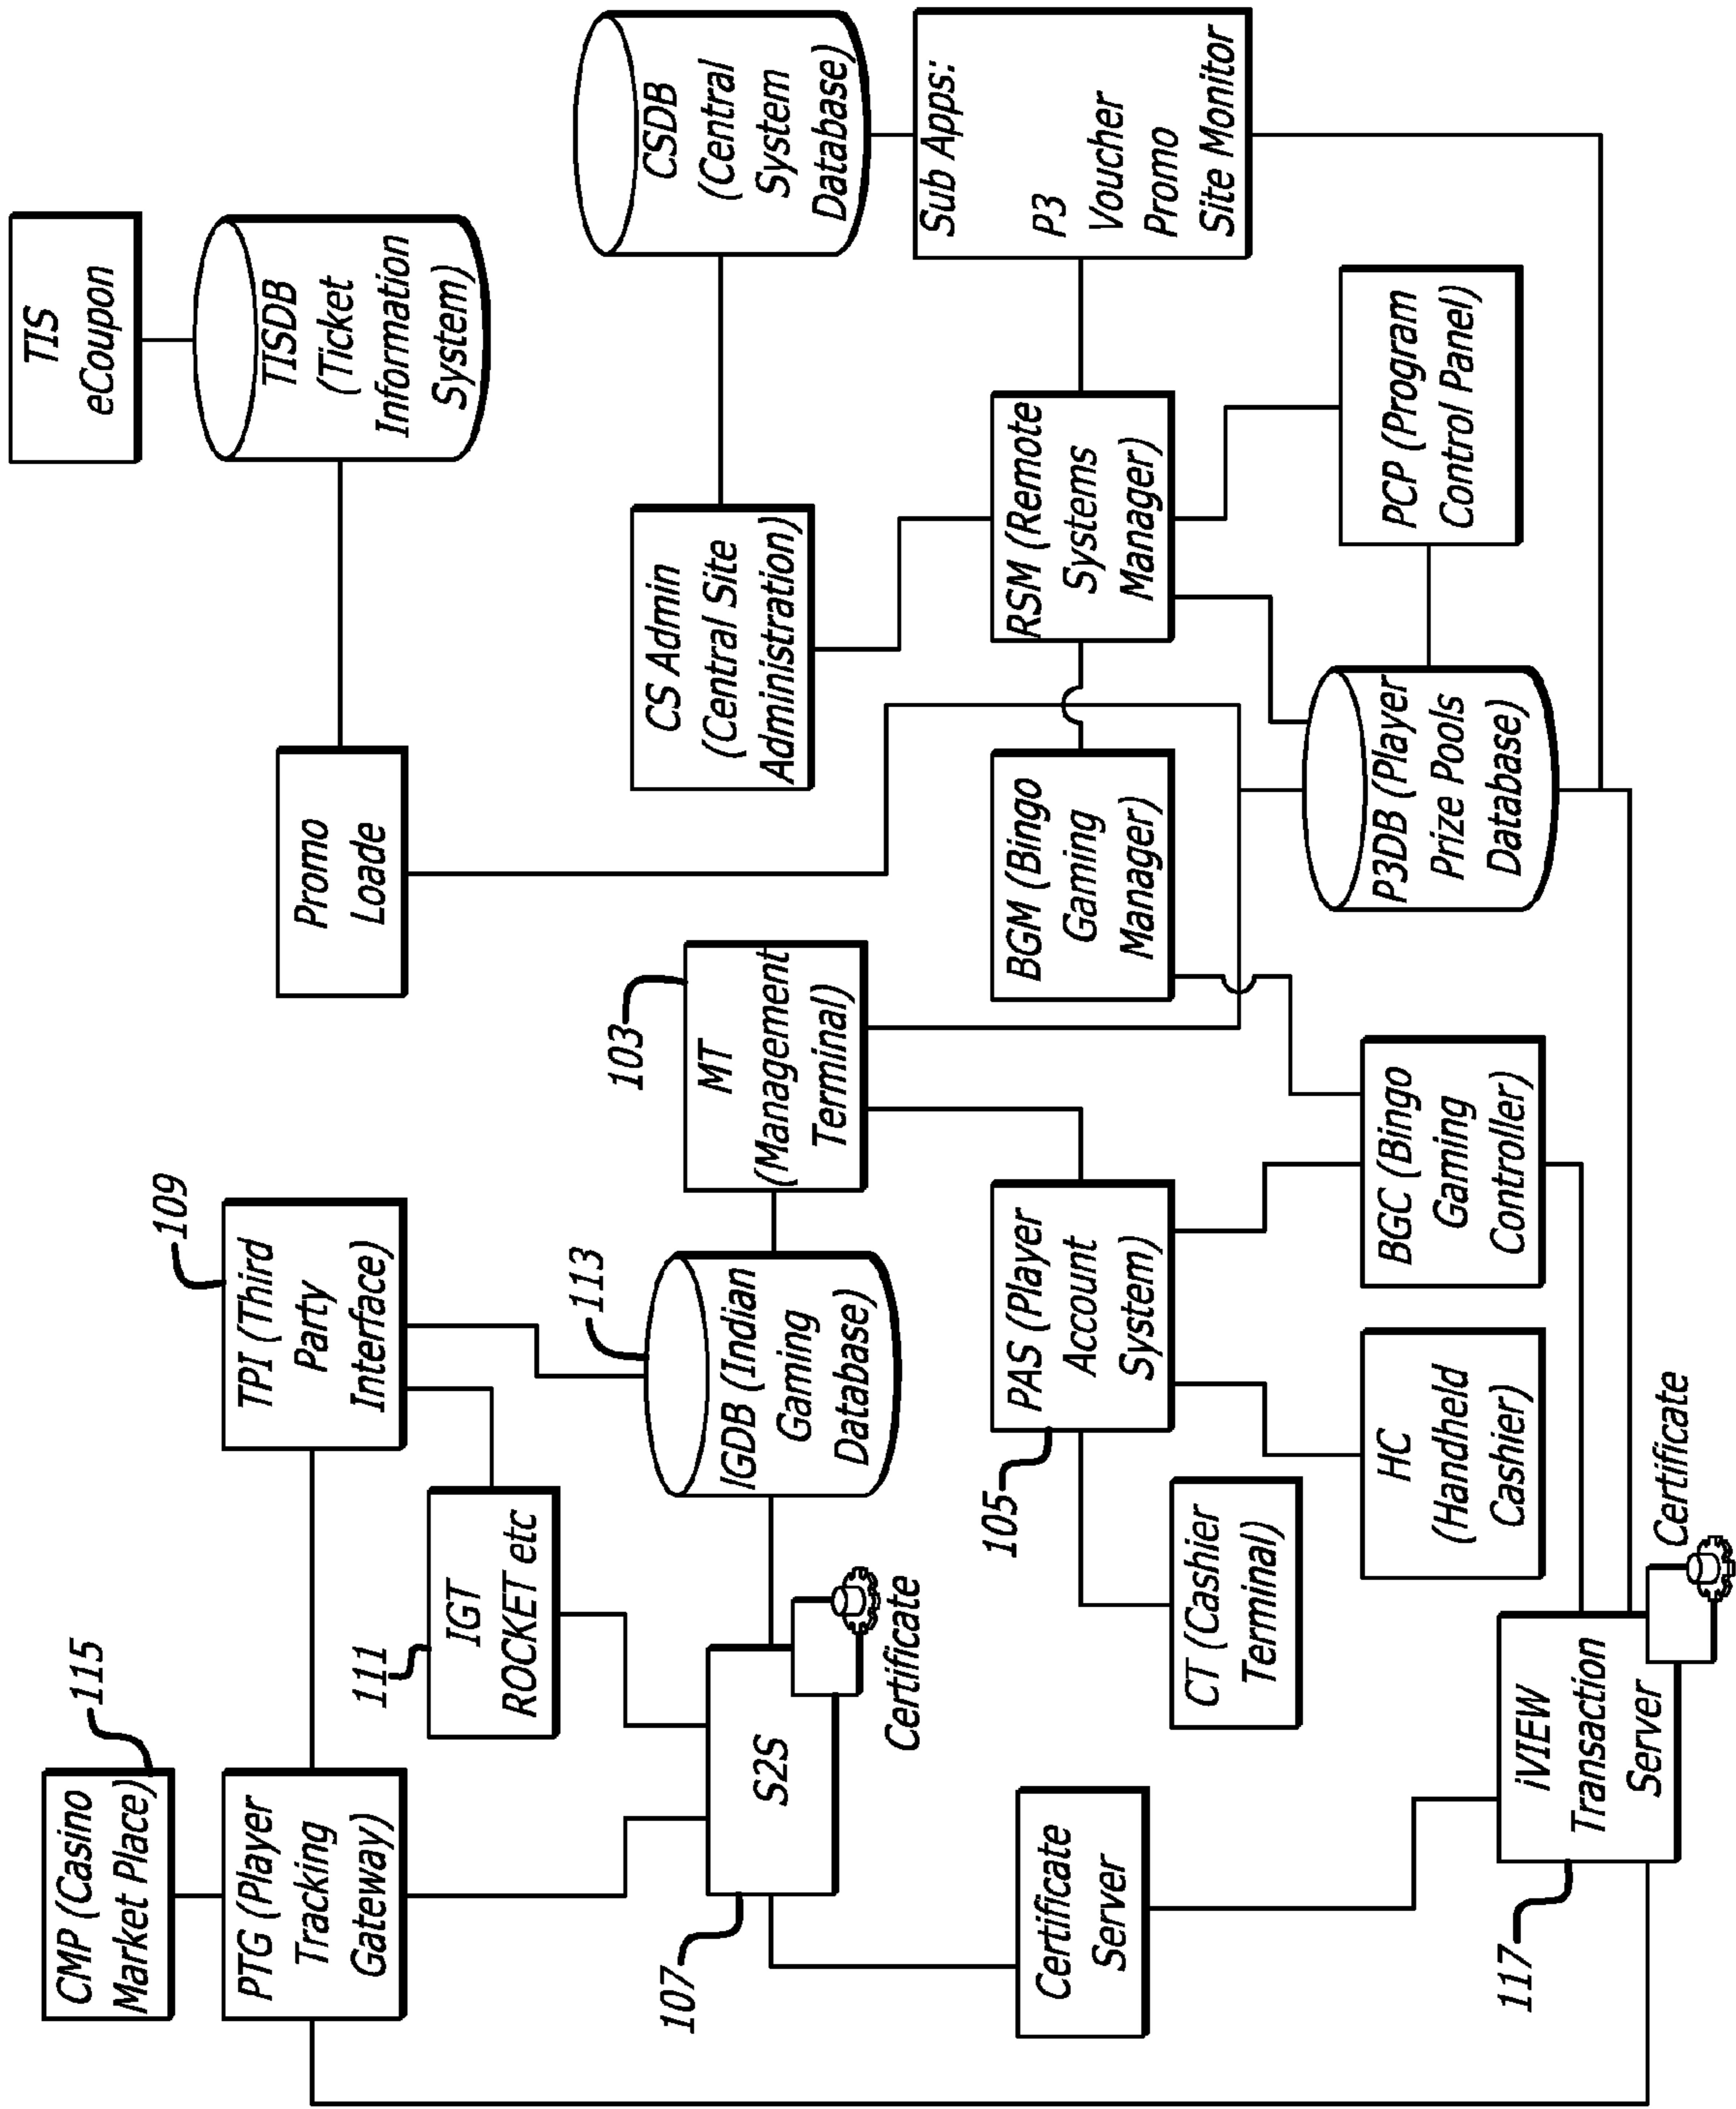 CMP (Casino
Market Place)
115
PTG (Player
Tracking
Gateway)
TPI (Third
Party
Interface)
109
IGT
ROCKET etc
111
S2S
107
Certificate
IGDB (Indian
Gaming
Database)
113
MT
(Management
Terminal)
103
Promo
Loade
TIS
eCoupon
TISDB
(Ticket
Information
System)
CS Admin
(Central Site
Administration)
CSDB
(Central
System
Database)
Certificate
Server
CT (Cashier
Terminal)
PAS (Player
Account
System)
105
HC
(Handheld
Cashier)
BGC (Bingo
Gaming
Controller)
BGM (Bingo
Gaming
Manager)
RSM (Remote
Systems
Manager)
Sub Apps:
P3
Voucher
Promo
Site Monitor
P3DB (Player
Prize Pools
Database)
PCP (Program
Control Panel)
iVIEW
Transaction
Server
117
Certificate